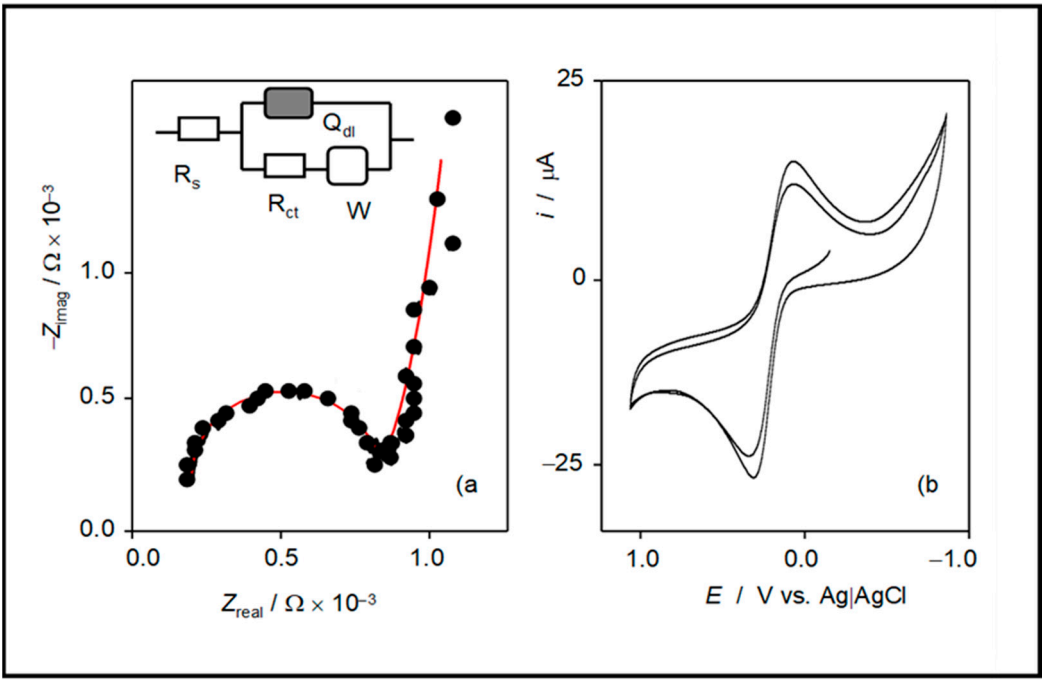 Q_dl
R_s
R_ct
W
−Z_imag / Ω × 10⁻³
1.0
0.5
0.0
0.0
0.5
1.0
Z_real / Ω × 10⁻³
(a
25
0
−25
i / μA
1.0
0.0
−1.0
E / V vs. Ag|AgCl
(b